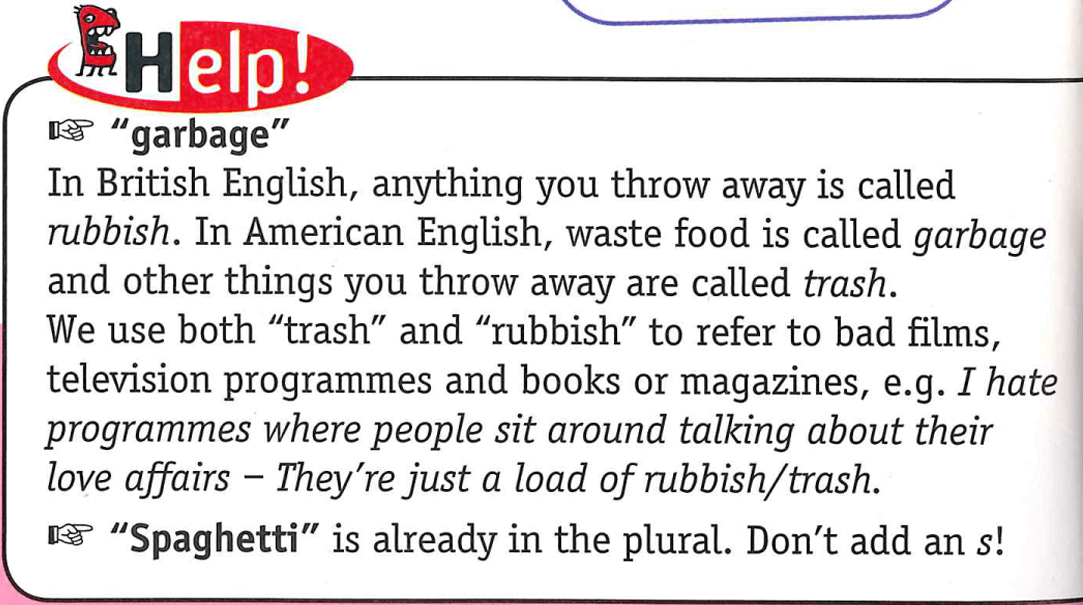 Help!
☞ “garbage”
In British English, anything you throw away is called
rubbish. In American English, waste food is called garbage
and other things you throw away are called trash.
We use both “trash” and “rubbish” to refer to bad films,
television programmes and books or magazines, e.g. I hate
programmes where people sit around talking about their
love affairs – They’re just a load of rubbish/trash.
☞ “Spaghetti” is already in the plural. Don’t add an s!